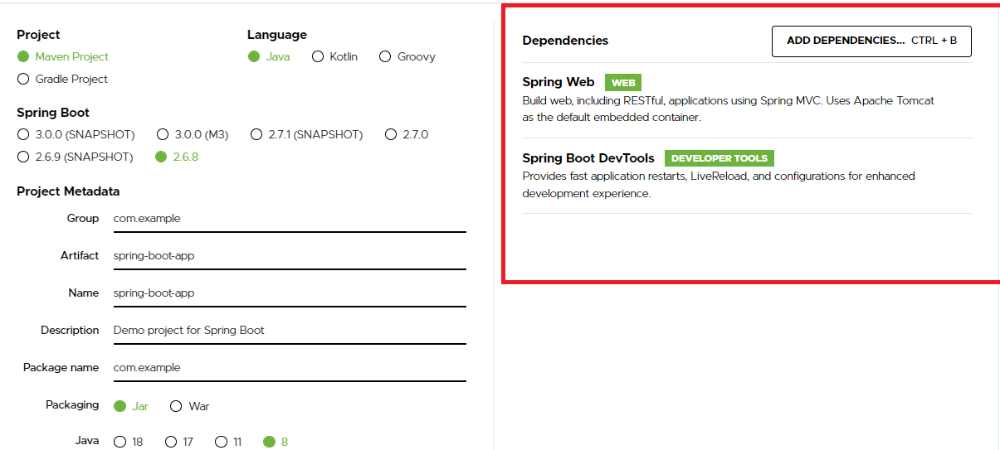 Project
Maven Project
Gradle Project
Language
Java Kotlin Groovy
Spring Boot
3.0.0 (SNAPSHOT) 3.0.0 (M3) 2.7.1 (SNAPSHOT) 2.7.0
2.6.9 (SNAPSHOT) 2.6.8
Project Metadata
Group com.example
Artifact spring-boot-app
Name spring-boot-app
Description Demo project for Spring Boot
Package name com.example
Packaging Jar War
Java 18 17 11 8
Dependencies ADD DEPENDENCIES... CTRL + B
Spring Web WEB
Build web, including RESTful, applications using Spring MVC. Uses Apache Tomcat
as the default embedded container.
Spring Boot DevTools DEVELOPER TOOLS
Provides fast application restarts, LiveReload, and configurations for enhanced
development experience.